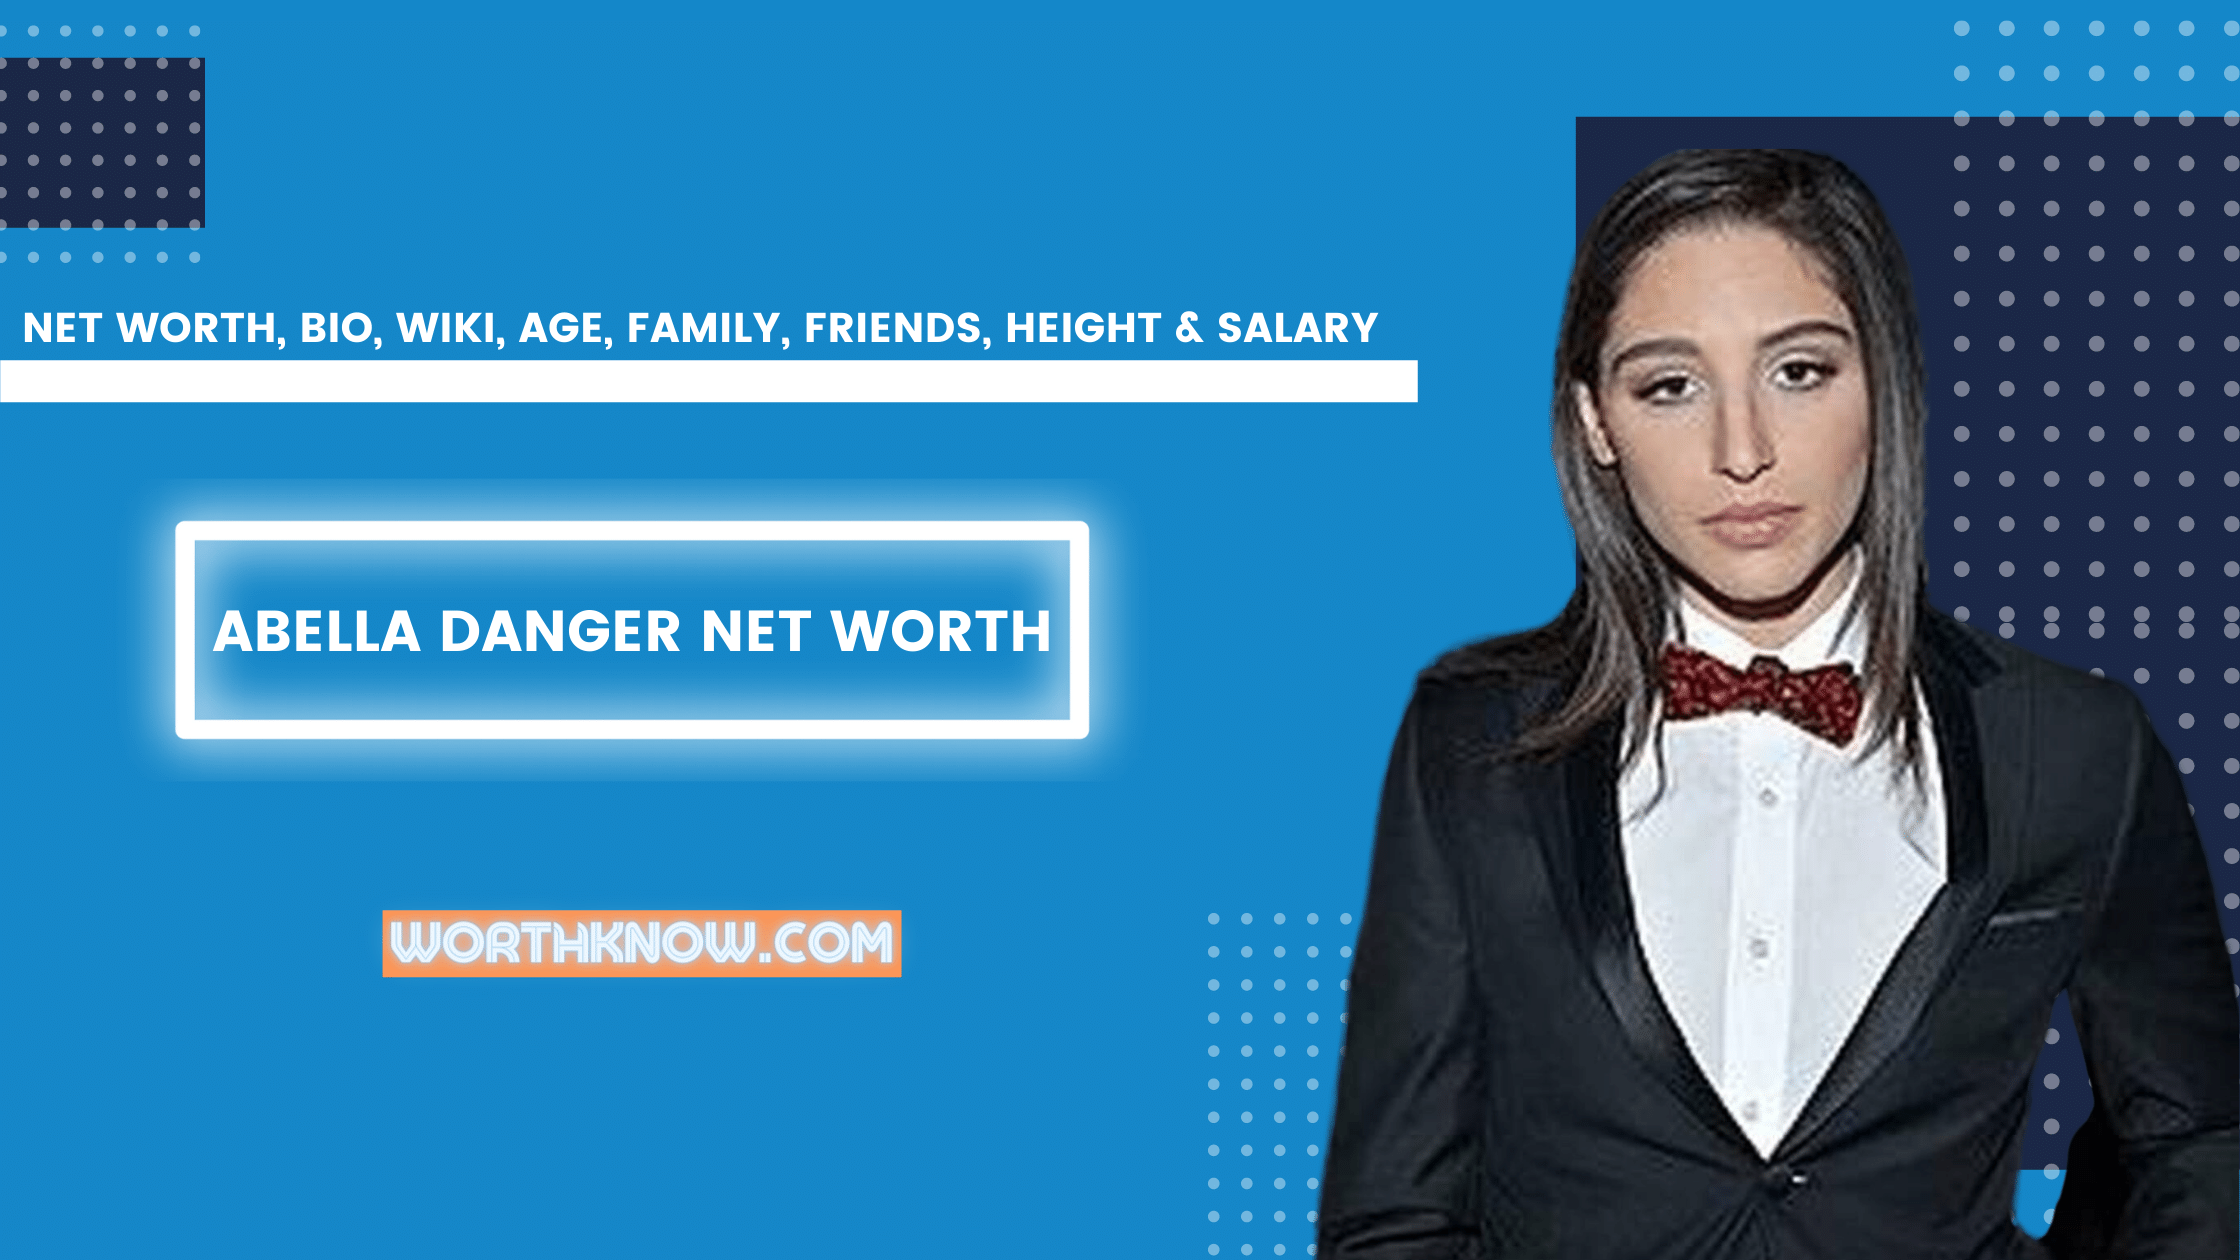 NET WORTH, BIO, WIKI, AGE, FAMILY, FRIENDS, HEIGHT & SALARY
ABELLA DANGER NET WORTH
WORTHKNOW.COM